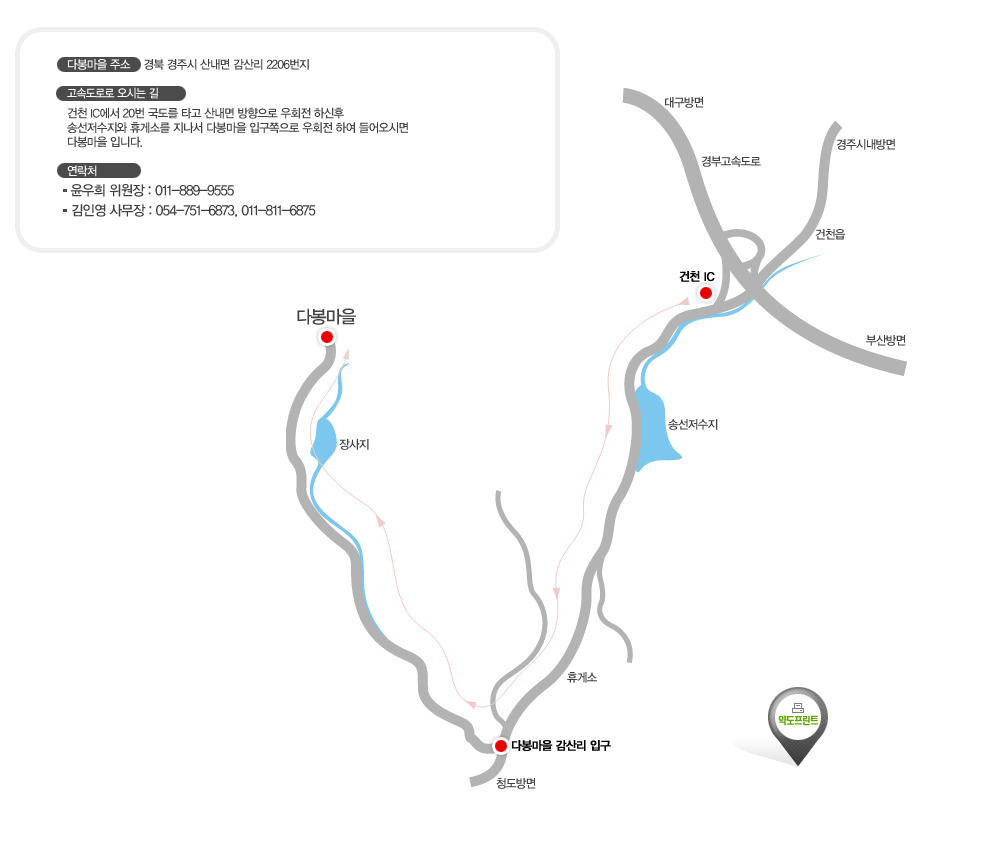 다봉마을 주소 경북 경주시 산내면 감산리 2206번지
고속도로로 오시는 길
건천 IC에서 20번 국도를 타고 산내면 방향으로 우회전 하신후
송선저수지와 휴게소를 지나서 다봉마을 입구쪽으로 우회전 하여 들어오시면
다봉마을 입니다.
연락처
윤우희 위원장 : 011-889-9555
김인영 사무장 : 054-751-6873, 011-811-6875
대구방면
경주시내방면
경부고속도로
건천읍
건천 IC
다봉마을
부산방면
송선저수지
장사지
휴게소
약도프린트
다봉마을 감산리 입구
청도방면